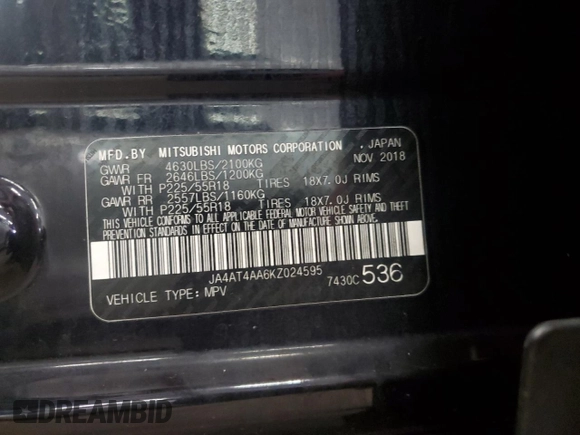 MFD.BY MITSUBISHI MOTORS CORPORATION . JAPAN
GVWR 4630LBS/2100KG NOV 2018
GAWR FR 2646LBS/1200KG
WITH P225/55R18 TIRES 18X7.0J RIMS
GAWR RR 2557LBS/1160KG
WITH P225/55R18 TIRES 18X7.0J RIMS
THIS VEHICLE CONFORMS TO ALL APPLICABLE FEDERAL MOTOR VEHICLE SAFETY AND THEFT
PREVENTION STANDARDS IN EFFECT ON THE DATE OF MANUFACTURE SHOWN ABOVE.
JA4AT4AA6KZ024595
VEHICLE TYPE: MPV 7430C 536
DREAMBID